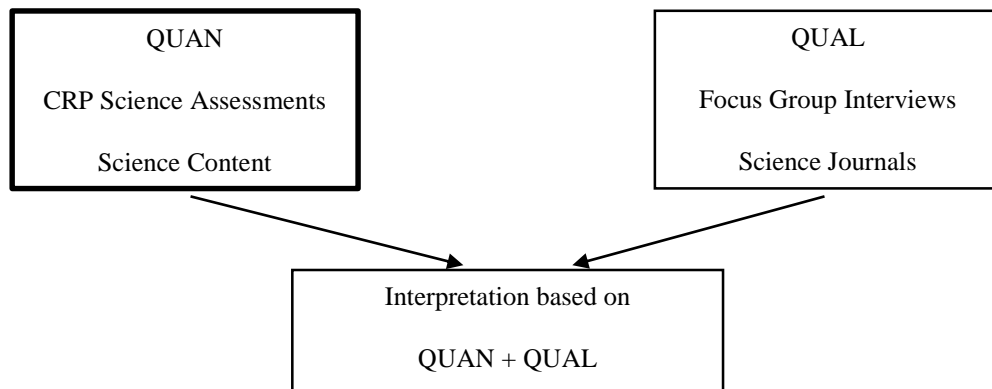 QUAN
CRP Science Assessments
Science Content
QUAL
Focus Group Interviews
Science Journals
Interpretation based on
QUAN + QUAL